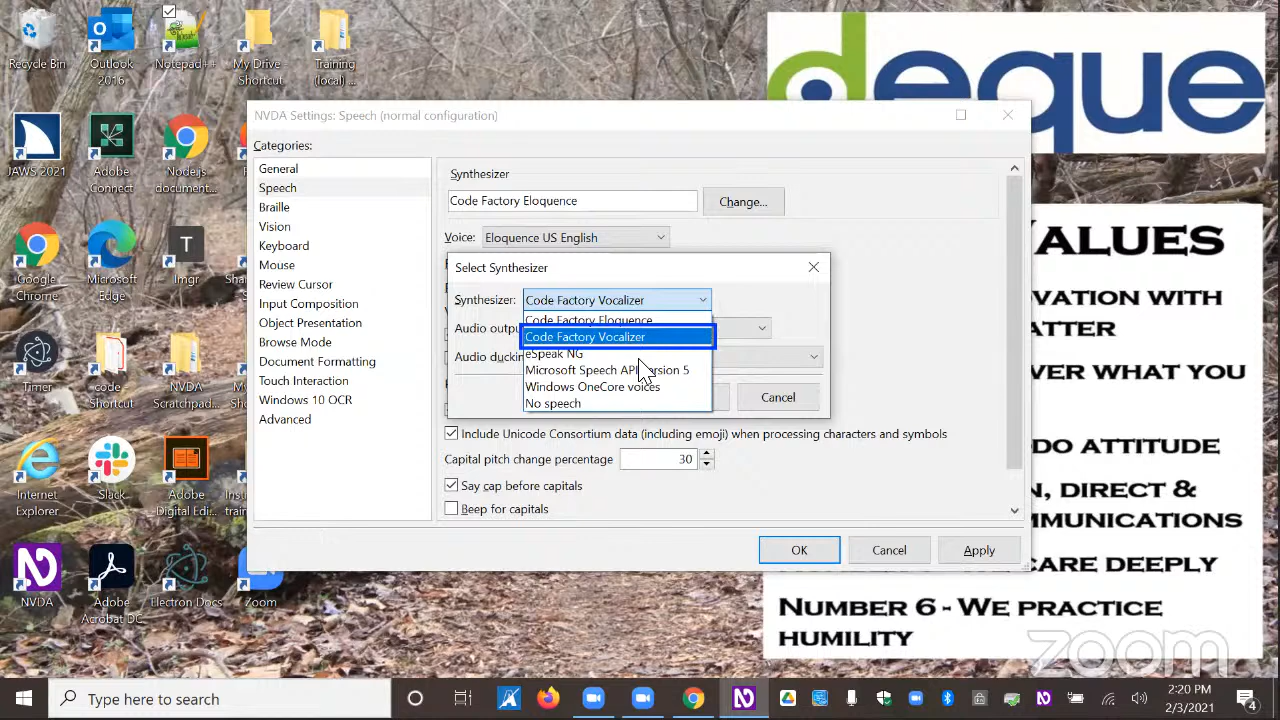 Recycle Bin
Outlook 2016
Notepad++
My Drive - Shortcut
Training (local) ...
deque
JAWS 2021
Adobe Connect
Node.js document...
Google Chrome
Microsoft Edge
T
Imgr
Timer
code - Shortcut
NVDA Scratchpad...
Internet Explorer
Slack
Adobe Digital Edi...
NVDA
Adobe Acrobat DC
Electron Docs
Zoom
NVDA Settings: Speech (normal configuration)
Categories:
General
Speech
Braille
Vision
Keyboard
Mouse
Review Cursor
Input Composition
Object Presentation
Browse Mode
Document Formatting
Touch Interaction
Windows 10 OCR
Advanced
Synthesizer
Code Factory Eloquence
Change...
Voice: Eloquence US English
Select Synthesizer
Synthesizer: Code Factory Vocalizer
Code Factory Eloquence
Code Factory Vocalizer
eSpeak NG
Microsoft Speech API version 5
Windows OneCore voices
No speech
Audio outpu
Audio duckin
Cancel
Include Unicode Consortium data (including emoji) when processing characters and symbols
Capital pitch change percentage 30
Say cap before capitals
Beep for capitals
OK
Cancel
Apply
ALUES
OVATION WITH
ATTER
VER WHAT YOU
DO ATTITUDE
N, DIRECT &
MMUNICATIONS
CARE DEEPLY
NUMBER 6 - WE PRACTICE
HUMILITY
zoom
Type here to search
2:20 PM
2/3/2021
4